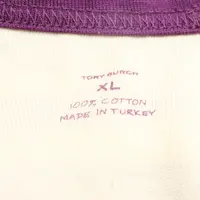 TORY BURCH
XL
100% COTTON
MADE IN TURKEY